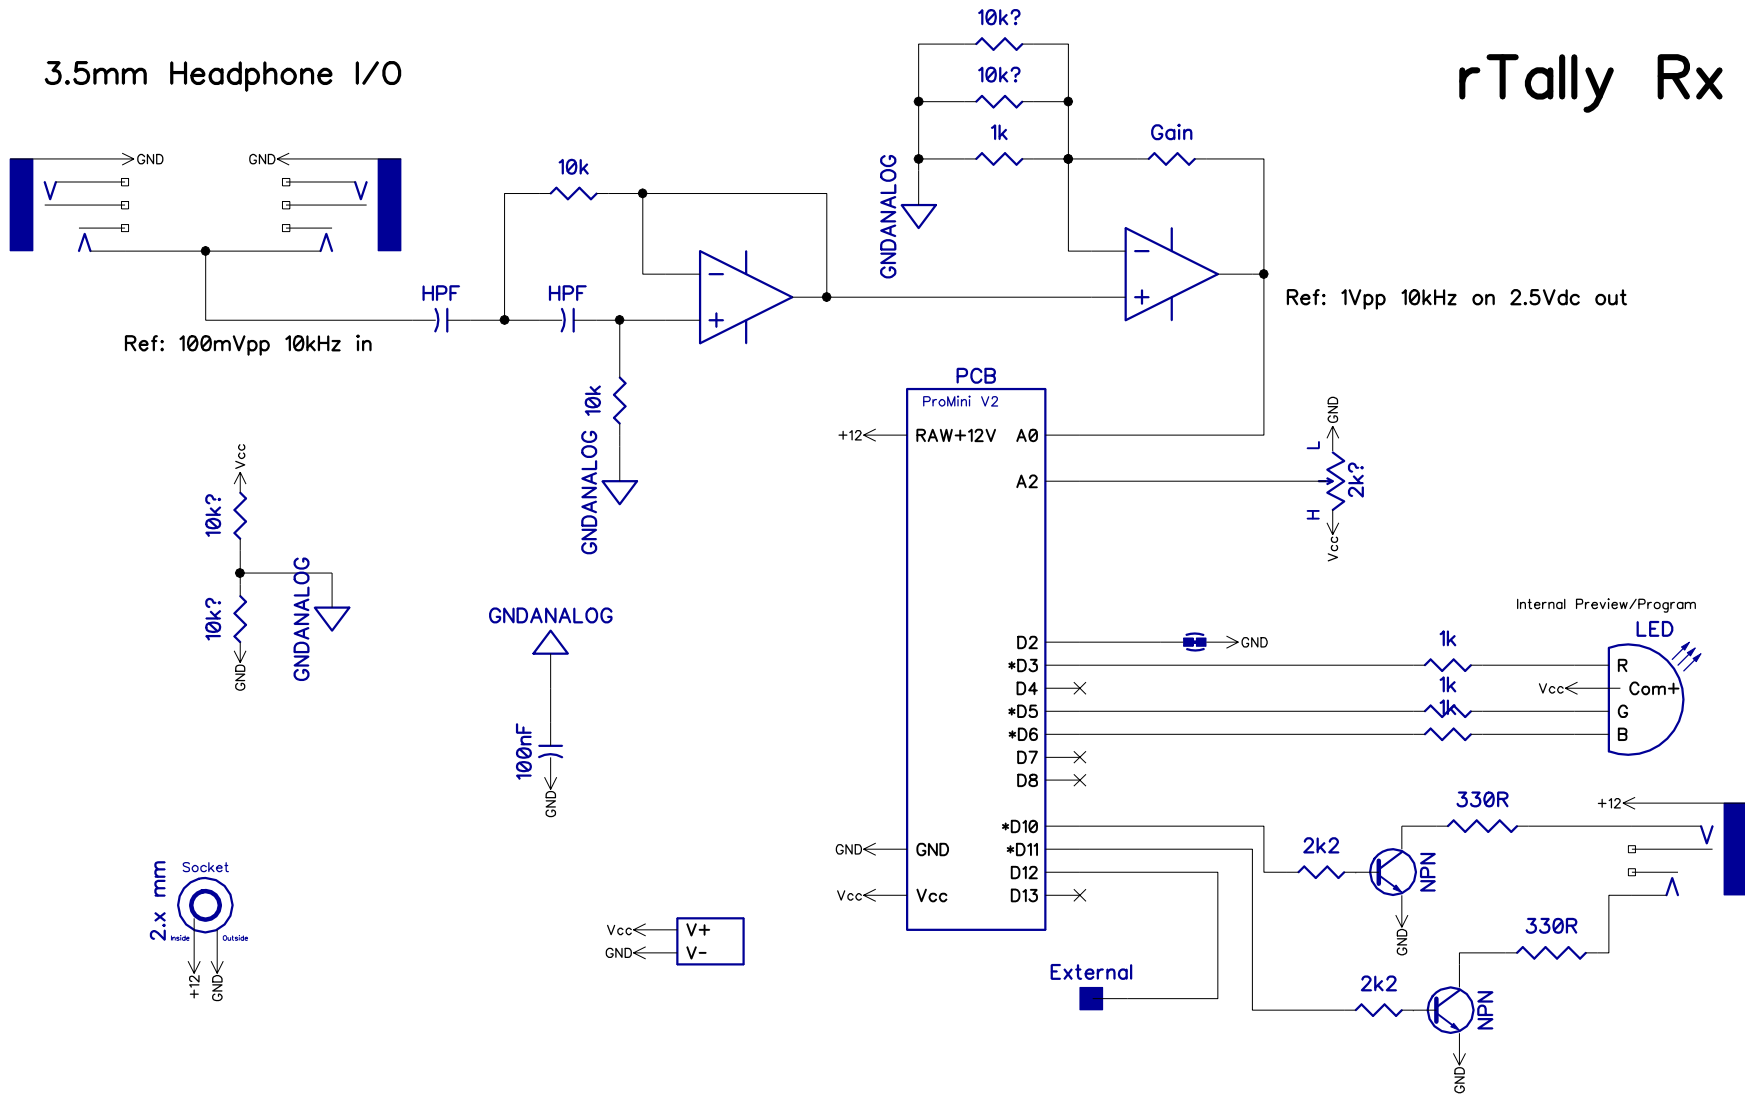 3.5mm Headphone I/O
rTally Rx
10k?
10k?
1k
Gain
GNDANALOG
GND
GND
10k
HPF
HPF
-
+
-
+
Ref: 100mVpp 10kHz in
Ref: 1Vpp 10kHz on 2.5Vdc out
10k
GNDANALOG
PCB
ProMini V2
+12
RAW+12V
A0
A2
GND
L
2k?
H
Vcc
Vcc
10k?
10k?
GND
GNDANALOG
GNDANALOG
100nF
GND
Internal Preview/Program
LED
D2
GND
*D3
1k
R
D4
1k
Vcc
Com+
*D5
1k
G
*D6
B
D7
D8
*D10
330R
+12
GND
GND
*D11
2k2
NPN
D12
Vcc
Vcc
D13
GND
330R
2k2
NPN
GND
External
2.x mm
Socket
Inside
Outside
+12
GND
Vcc
V+
GND
V-